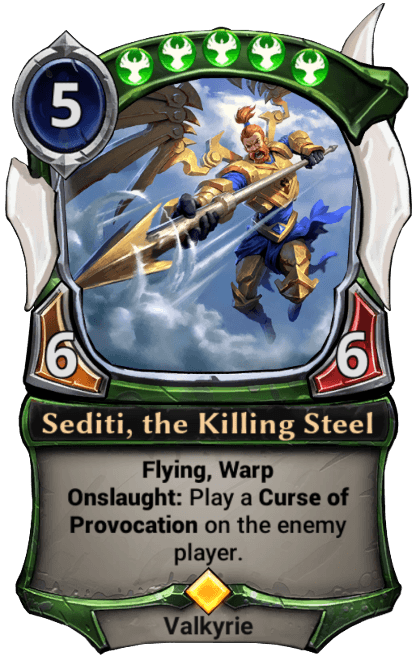 5
6
6
Sediti, the Killing Steel
Flying, Warp
Onslaught: Play a Curse of
Provocation on the enemy
player.
Valkyrie